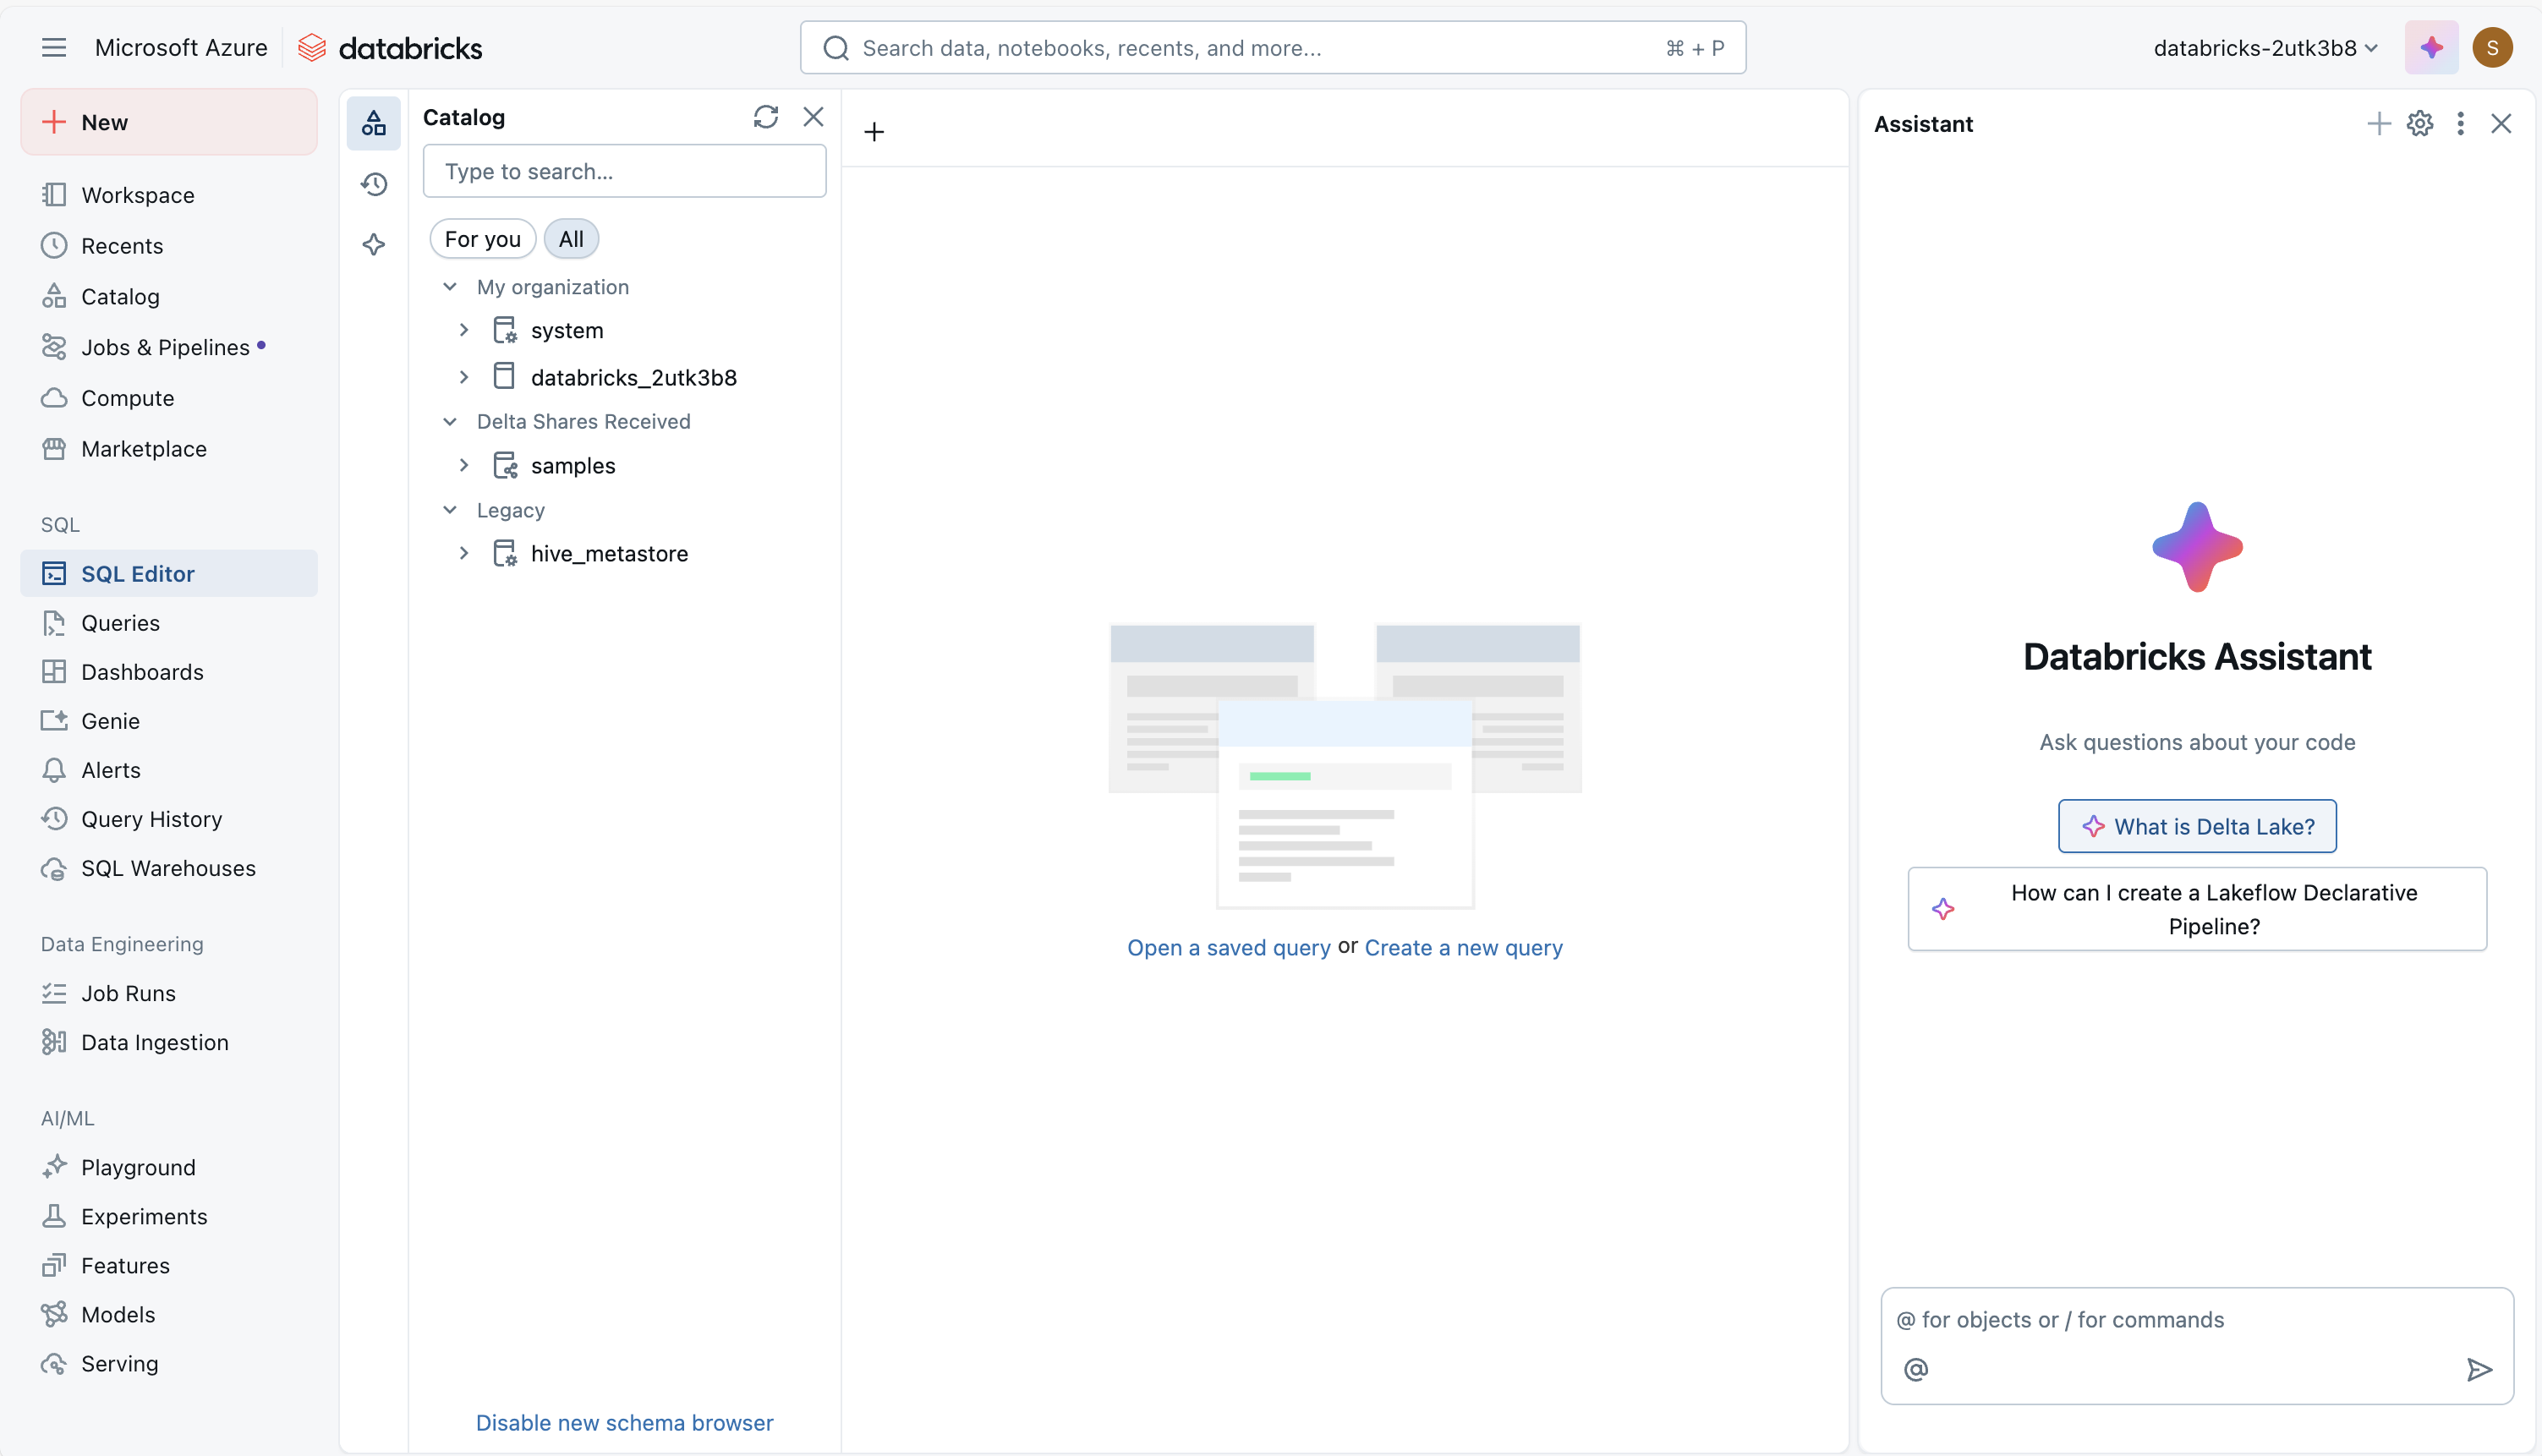 Microsoft Azure databricks
Search data, notebooks, recents, and more... ⌘ + P
databricks-2utk3b8
S
New
Workspace
Recents
Catalog
Jobs & Pipelines
Compute
Marketplace
SQL
SQL Editor
Queries
Dashboards
Genie
Alerts
Query History
SQL Warehouses
Data Engineering
Job Runs
Data Ingestion
AI/ML
Playground
Experiments
Features
Models
Serving
Catalog
Type to search...
For you All
My organization
system
databricks_2utk3b8
Delta Shares Received
samples
Legacy
hive_metastore
Disable new schema browser
Open a saved query or Create a new query
Assistant
Databricks Assistant
Ask questions about your code
What is Delta Lake?
How can I create a Lakeflow Declarative
Pipeline?
@ for objects or / for commands
@